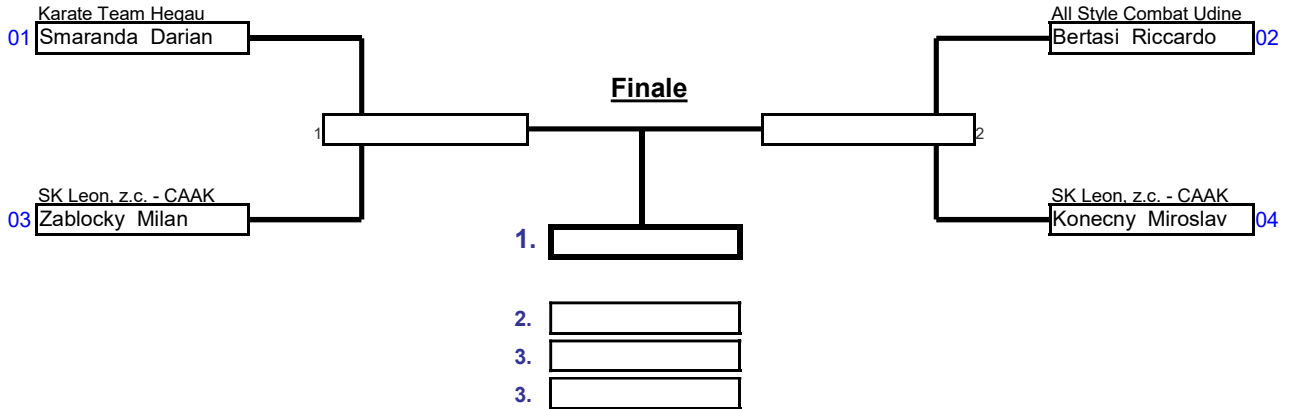 Karate Team Hegau
01 Smaranda Darian
All Style Combat Udine
Bertasi Riccardo 02
Finale
1
2
SK Leon, z.c. - CAAK
03 Zablocky Milan
SK Leon, z.c. - CAAK
Konecny Miroslav 04
1.
2.
3.
3.